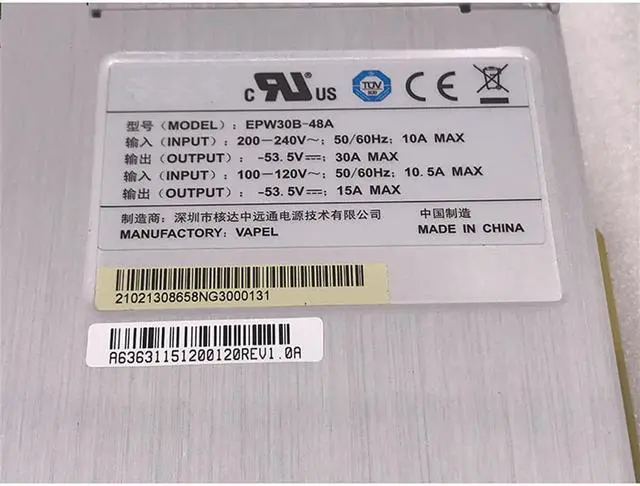 c RU US TÜV CE
型号(MODEL): EPW30B-48A
输入(INPUT): 200-240V~; 50/60Hz; 10A MAX
输出(OUTPUT): -53.5V⎓; 30A MAX
输入(INPUT): 100-120V~; 50/60Hz; 10.5A MAX
输出(OUTPUT): -53.5V⎓; 15A MAX
制造商: 深圳市核达中远通电源技术有限公司 中国制造
MANUFACTORY: VAPEL MADE IN CHINA
21021308658NG3000131
A63631151200120REV1.0A